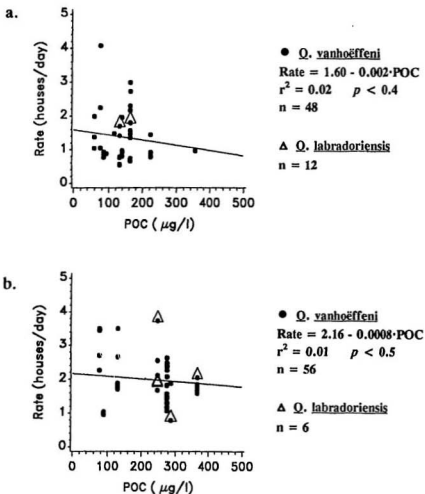 a.
Rate (houses/day)
5
4
3
2
1
0
0 100 200 300 400 500
POC ( μg/l)
● O. vanhoëffeni
Rate = 1.60 - 0.002·POC
r² = 0.02 p < 0.4
n = 48
Δ O. labradoriensis
n = 12
b.
Rate (houses/day)
5
4
3
2
1
0
0 100 200 300 400 500
POC ( μg/l)
● O. vanhoëffeni
Rate = 2.16 -0.0008·POC
r² = 0.01 p < 0.5
n = 56
Δ O. labradoriensis
n = 6